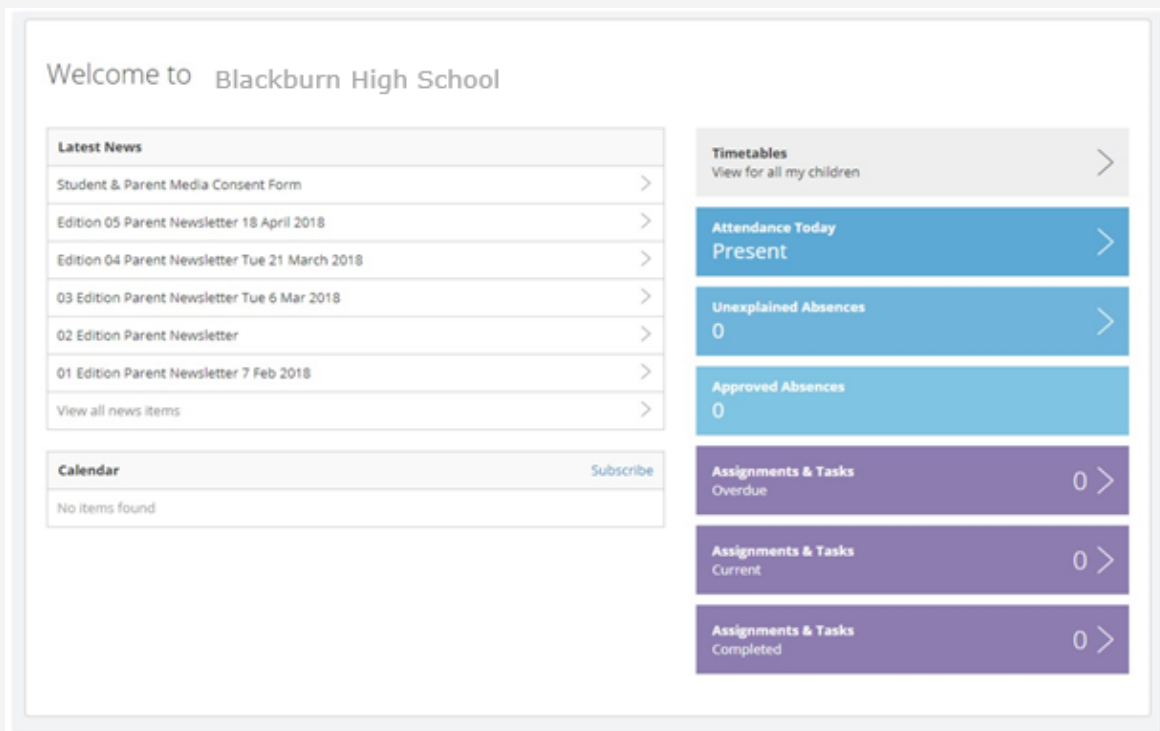 Welcome to Blackburn High School
Latest News
Student & Parent Media Consent Form
Edition 05 Parent Newsletter 18 April 2018
Edition 04 Parent Newsletter Tue 21 March 2018
03 Edition Parent Newsletter Tue 6 Mar 2018
02 Edition Parent Newsletter
01 Edition Parent Newsletter 7 Feb 2018
View all news items
Calendar Subscribe
No items found
Timetables
View for all my children
Attendance Today
Present
Unexplained Absences
0
Approved Absences
0
Assignments & Tasks
Overdue
0
Assignments & Tasks
Current
0
Assignments & Tasks
Completed
0